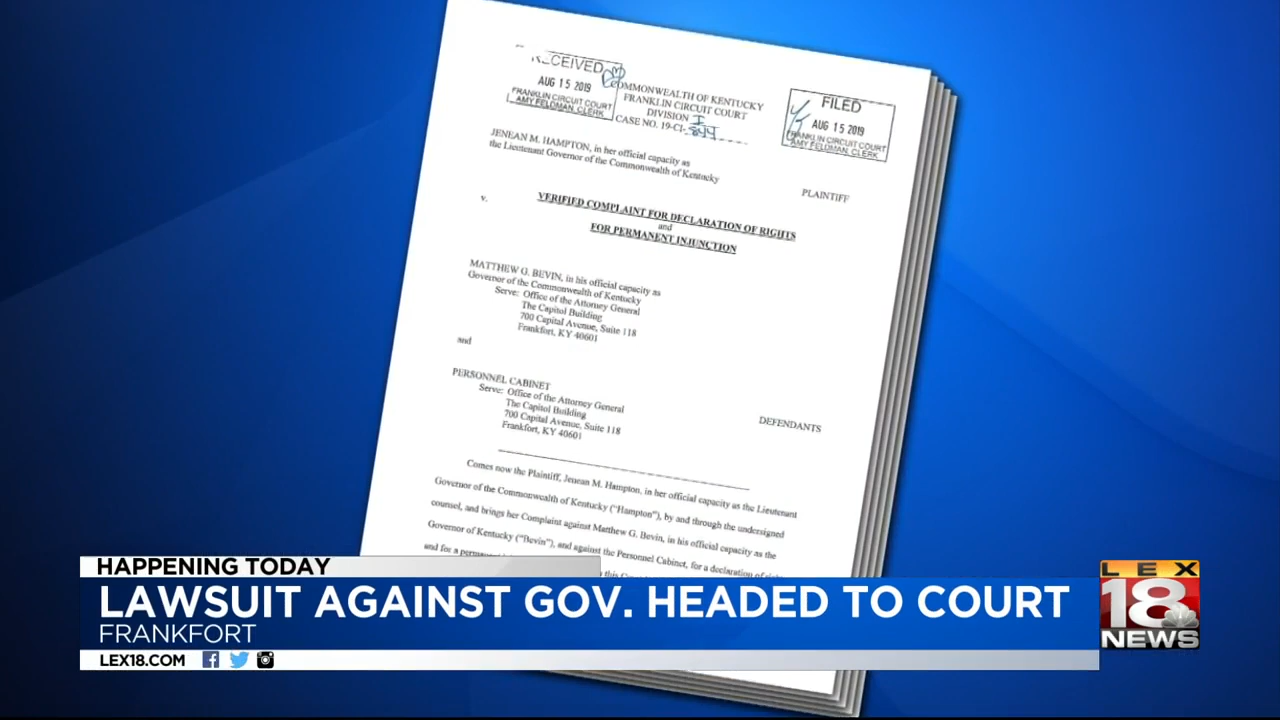 RECEIVED
AUG 15 2019
FRANKLIN CIRCUIT COURT
AMY FELDMAN, CLERK
COMMONWEALTH OF KENTUCKY
FRANKLIN CIRCUIT COURT
DIVISION I
CASE NO. 19-CI-844
FILED
AUG 15 2019
FRANKLIN CIRCUIT COURT
AMY FELDMAN, CLERK
JENEAN M. HAMPTON, in her official capacity as
the Lieutenant Governor of the Commonwealth of Kentucky
PLAINTIFF
v.
VERIFIED COMPLAINT FOR DECLARATION OF RIGHTS
and
FOR PERMANENT INJUNCTION
MATTHEW G. BEVIN, in his official capacity as
Governor of the Commonwealth of Kentucky
Serve: Office of the Attorney General
The Capitol Building
700 Capital Avenue, Suite 118
Frankfort, KY 40601
and
PERSONNEL CABINET
Serve: Office of the Attorney General
The Capitol Building
700 Capital Avenue, Suite 118
Frankfort, KY 40601
DEFENDANTS
Comes now the Plaintiff, Jenean M. Hampton, in her official capacity as the Lieutenant
Governor of the Commonwealth of Kentucky ("Hampton"), by and through the undersigned
counsel, and brings her Complaint against Matthew G. Bevin, in his official capacity as the
Governor of Kentucky ("Bevin"), and against the Personnel Cabinet, for a declaration of
and for a
this
HAPPENING TODAY
LAWSUIT AGAINST GOV. HEADED TO COURT
FRANKFORT
LEX18.COM
LEX
18
NEWS